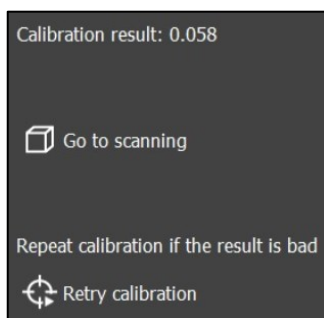 Calibration result: 0.058
Go to scanning
Repeat calibration if the result is bad
Retry calibration